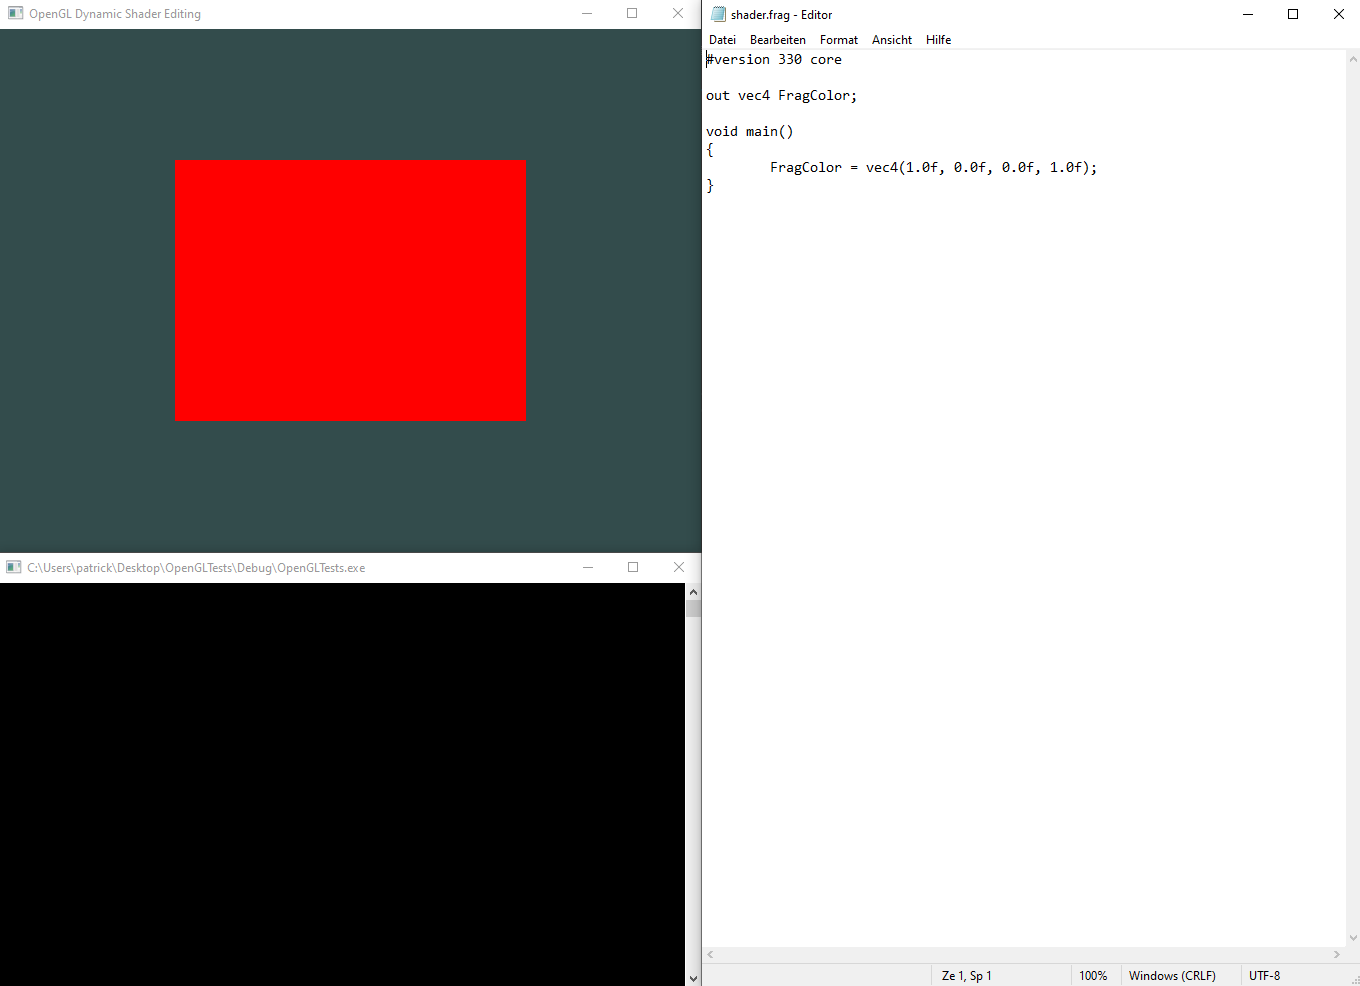 OpenGL Dynamic Shader Editing
C:\Users\patrick\Desktop\OpenGLTests\Debug\OpenGLTests.exe
shader.frag - Editor
Datei Bearbeiten Format Ansicht Hilfe
#version 330 core
out vec4 FragColor;
void main()
{
FragColor = vec4(1.0f, 0.0f, 0.0f, 1.0f);
}
Ze 1, Sp 1 100% Windows (CRLF) UTF-8